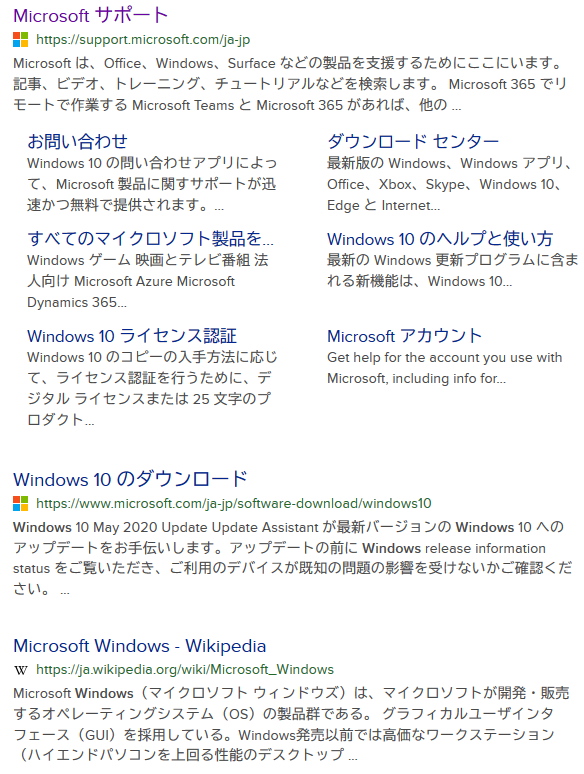 Microsoft サポート
https://support.microsoft.com/ja-jp
Microsoft は、Office、Windows、Surface などの製品を支援するためにここにいます。
記事、ビデオ、トレーニング、チュートリアルなどを検索します。 Microsoft 365 でリ
モートで作業する Microsoft Teams と Microsoft 365 があれば、他の ...
お問い合わせ
Windows 10 の問い合わせアプリによっ
て、Microsoft 製品に関すサポートが迅
速かつ無料で提供されます。...
ダウンロード センター
最新版の Windows、Windows アプリ、
Office、Xbox、Skype、Windows 10、
Edge と Internet...
すべてのマイクロソフト製品を...
Windows ゲーム 映画とテレビ番組 法
人向け Microsoft Azure Microsoft
Dynamics 365...
Windows 10 のヘルプと使い方
最新の Windows 更新プログラムに含ま
れる新機能は、Windows 10...
Windows 10 ライセンス認証
Windows 10 のコピーの入手方法に応じ
て、ライセンス認証を行うために、デ
ジタル ライセンスまたは 25 文字のプ
ロダクト...
Microsoft アカウント
Get help for the account you use with
Microsoft, including info for...
Windows 10 のダウンロード
https://www.microsoft.com/ja-jp/software-download/windows10
Windows 10 May 2020 Update Update Assistant が最新バージョンの Windows 10 への
アップデートをお手伝いします。アップデートの前に Windows release information
status をご覧いただき、ご利用のデバイスが既知の問題の影響を受けないかご確認くだ
さい。 ...
Microsoft Windows - Wikipedia
W https://ja.wikipedia.org/wiki/Microsoft_Windows
Microsoft Windows（マイクロソフト ウィンドウズ）は、マイクロソフトが開発・販売
するオペレーティングシステム（OS）の製品群である。 グラフィカルユーザインタ
フェース（GUI）を採用している。Windows発売以前では高価なワークステーション
（ハイエンドパソコンを上回る性能のデスクトップ ...